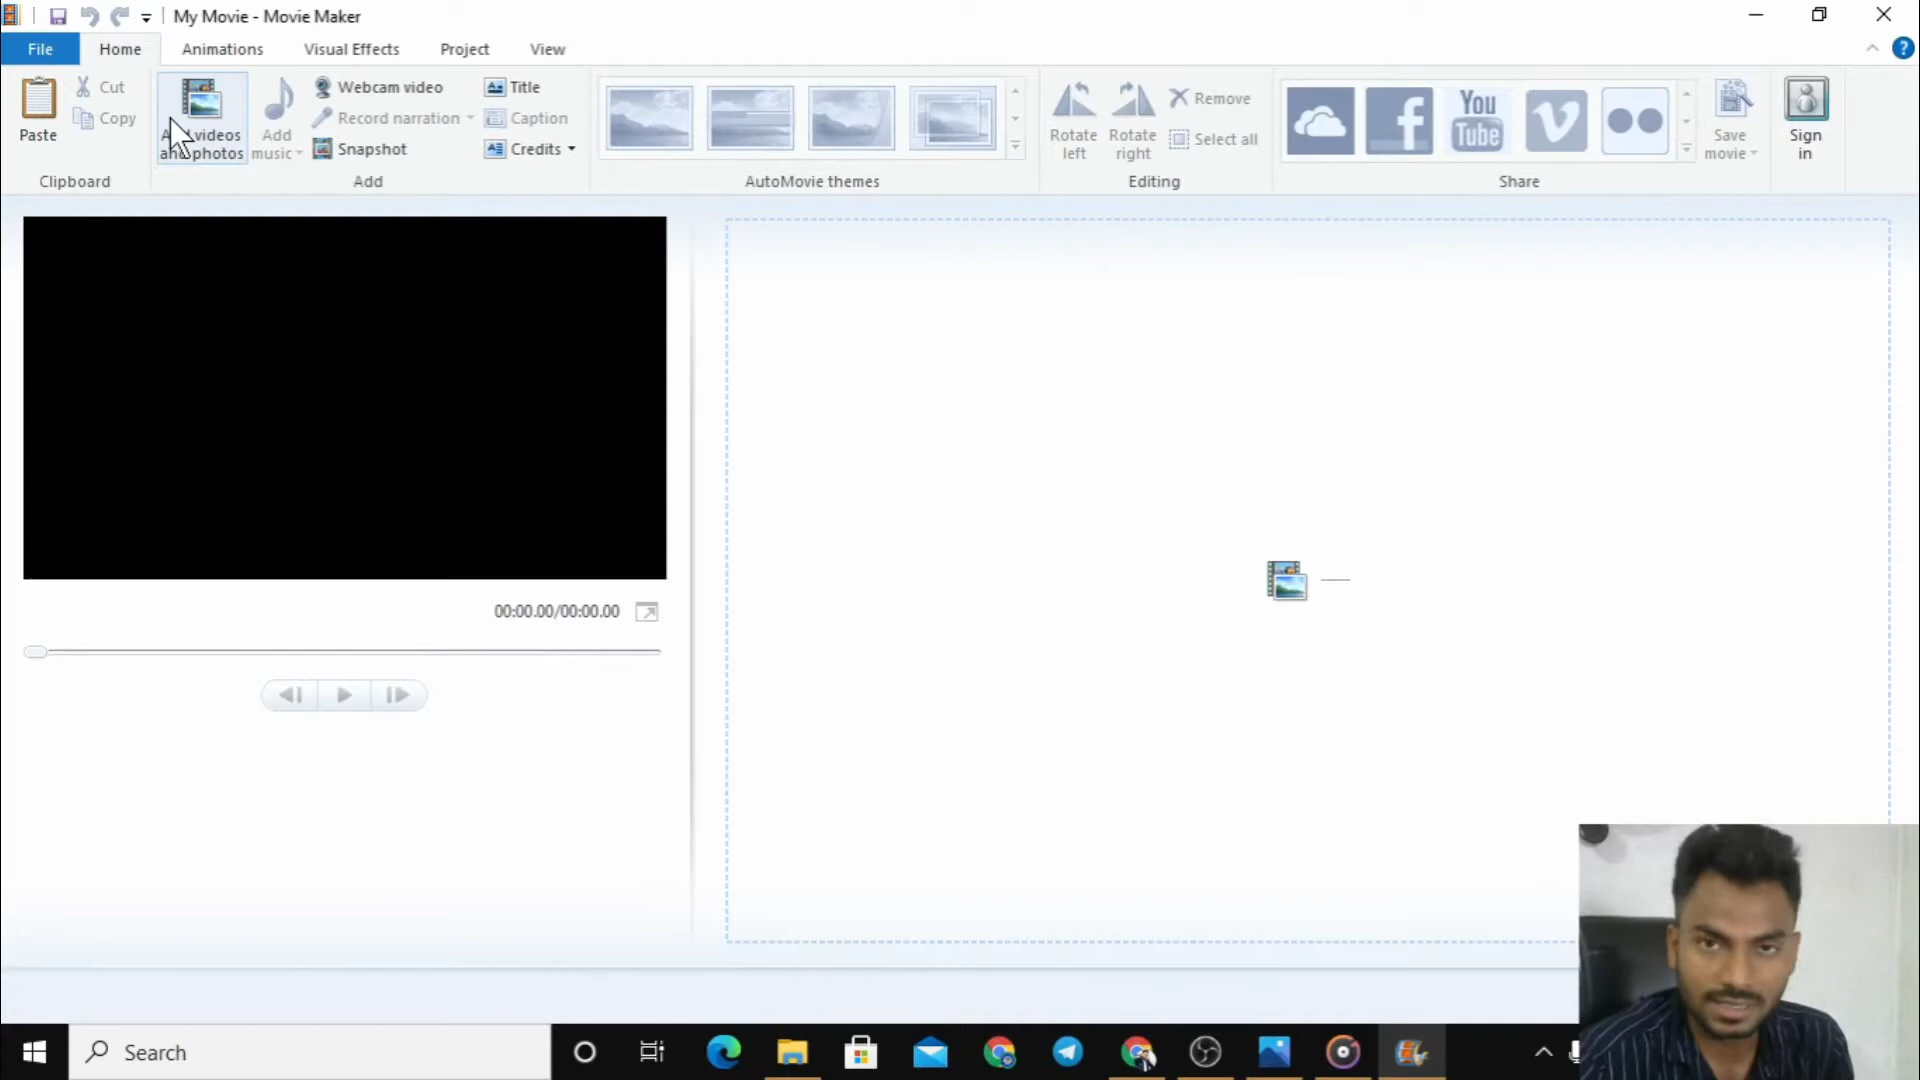 My Movie - Movie Maker
File Home Animations Visual Effects Project View
Paste
Cut
Copy
Clipboard
videos
photos
Add
music
Webcam video
Record narration
Snapshot
Title
Caption
Credits
Add
AutoMovie themes
Rotate
left
Rotate
right
Remove
Select all
Editing
You
Tube
Share
Save
movie
Sign
in
00:00.00/00:00.00
Search